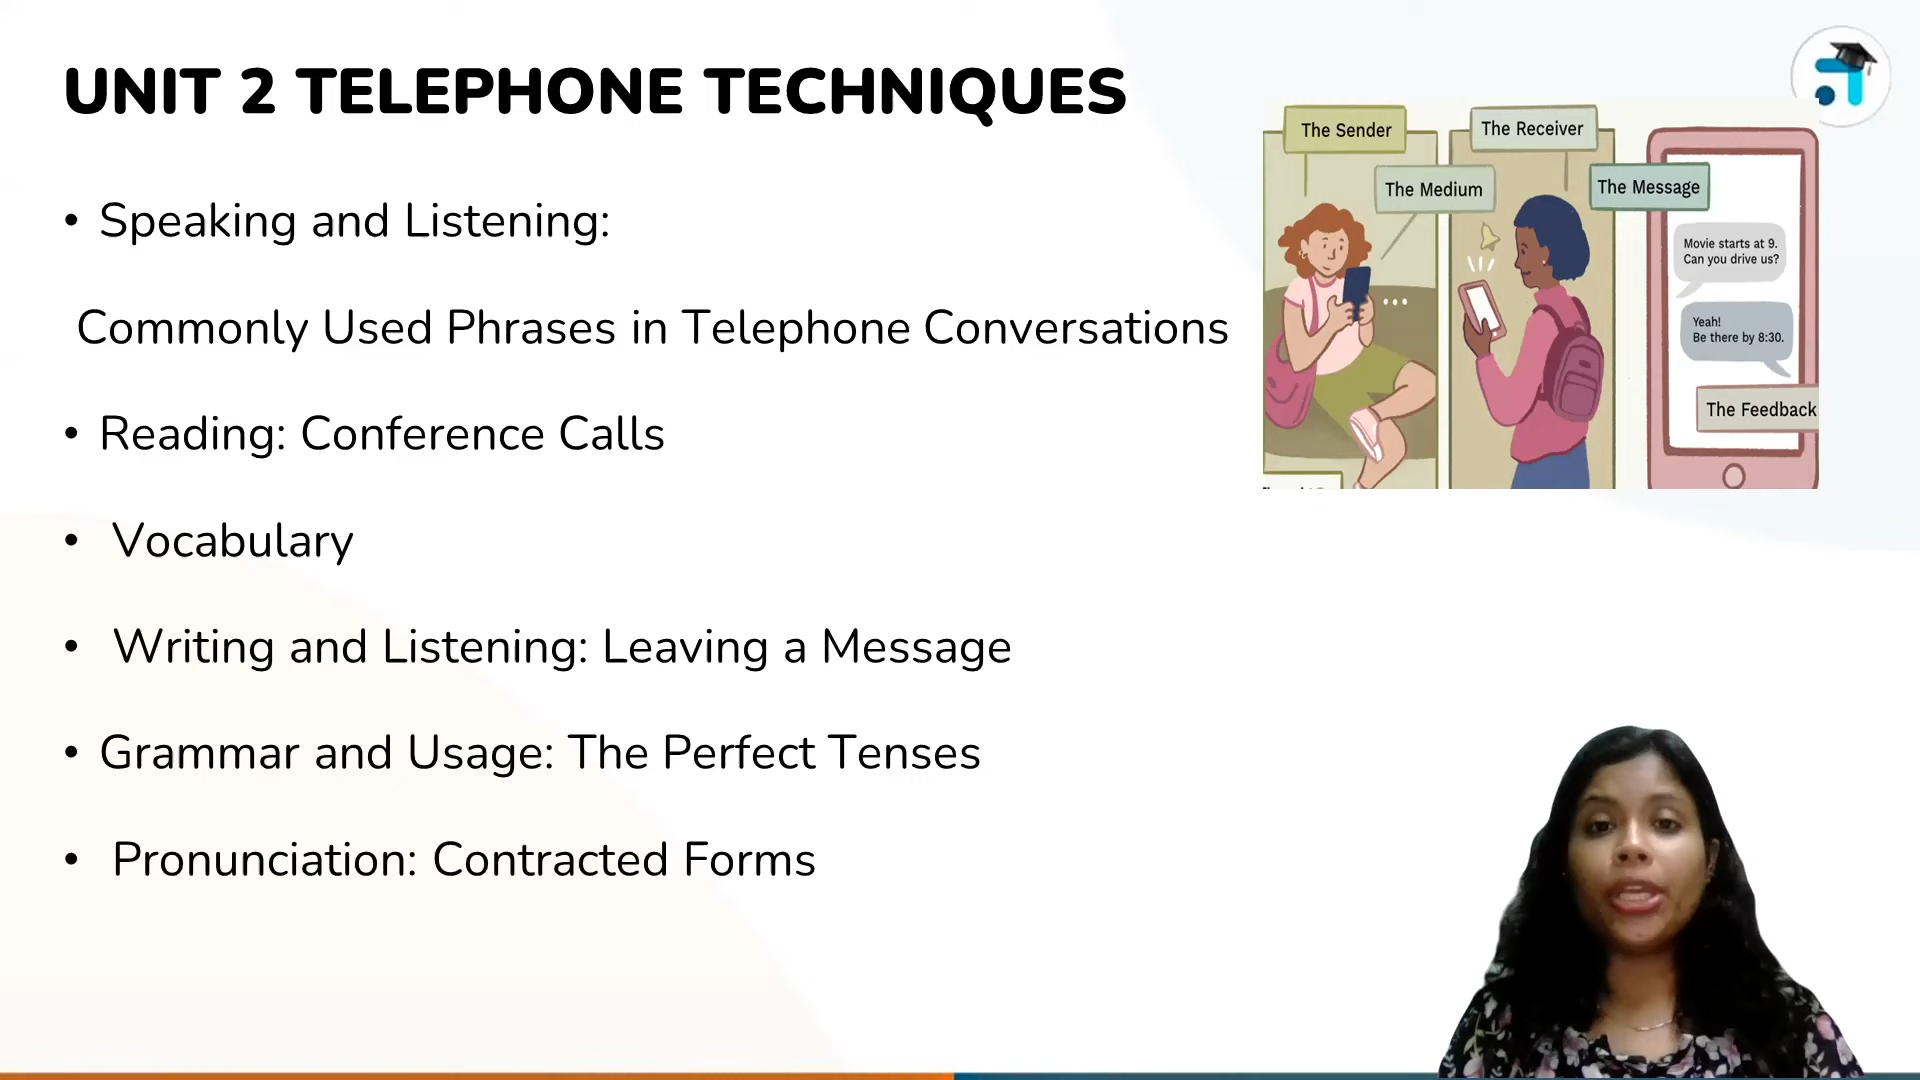 UNIT 2 TELEPHONE TECHNIQUES
• Speaking and Listening:
Commonly Used Phrases in Telephone Conversations
• Reading: Conference Calls
• Vocabulary
• Writing and Listening: Leaving a Message
• Grammar and Usage: The Perfect Tenses
• Pronunciation: Contracted Forms
The Sender
The Receiver
The Medium
The Message
Movie starts at 9.
Can you drive us?
Yeah!
Be there by 8:30.
The Feedback